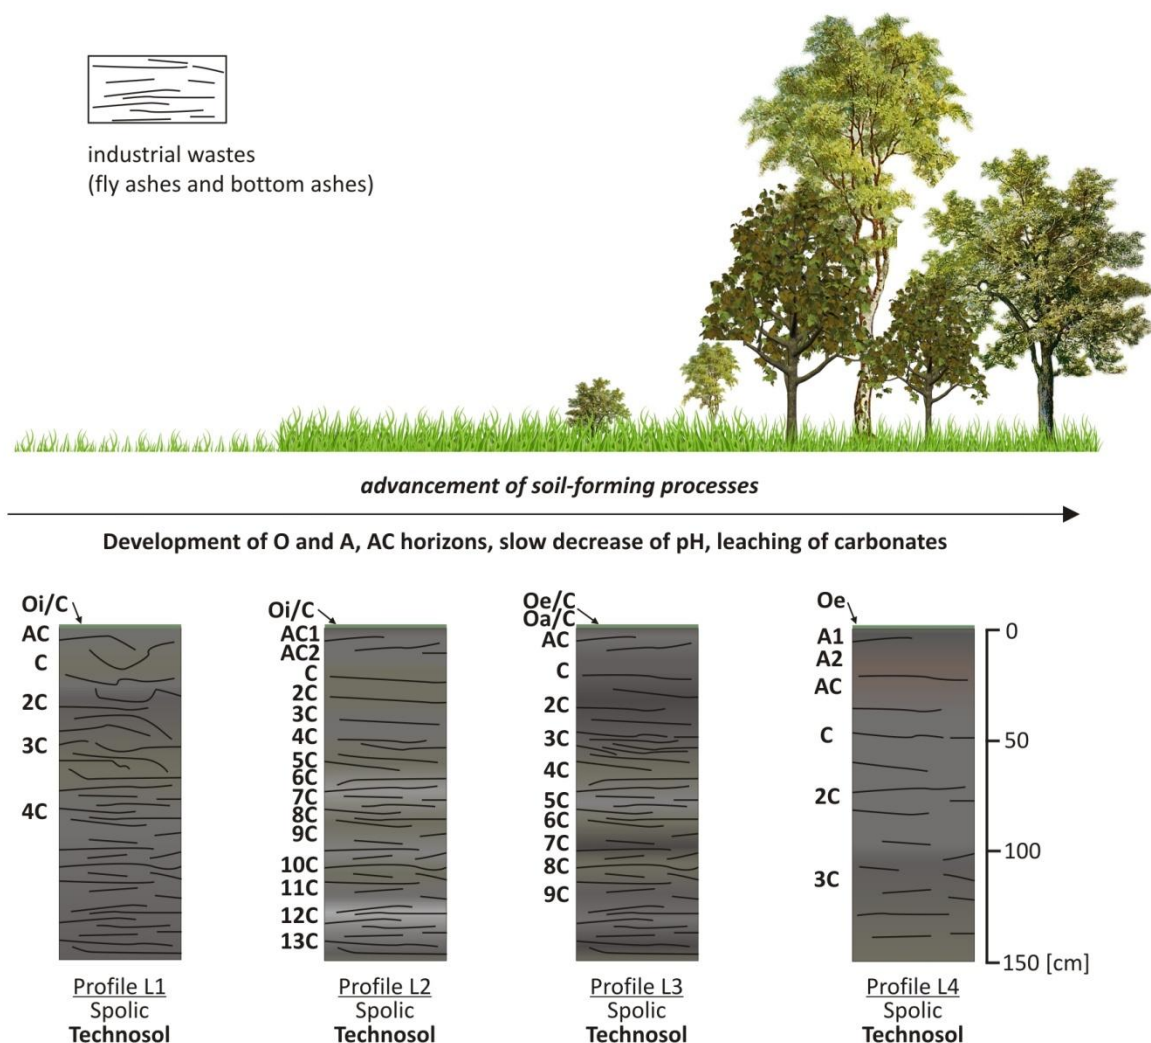 industrial wastes
(fly ashes and bottom ashes)
advancement of soil-forming processes
Development of O and A, AC horizons, slow decrease of pH, leaching of carbonates
Oi/C
AC
C
2C
3C
4C
Profile L1
Spolic
Technosol
Oi/C
AC1
AC2
C
2C
3C
4C
5C
6C
7C
8C
9C
10C
11C
12C
13C
Profile L2
Spolic
Technosol
Oe/C
Oa/C
AC
C
2C
3C
4C
5C
6C
7C
8C
9C
Profile L3
Spolic
Technosol
Oe
A1
A2
AC
C
2C
3C
Profile L4
Spolic
Technosol
0
50
100
150 [cm]